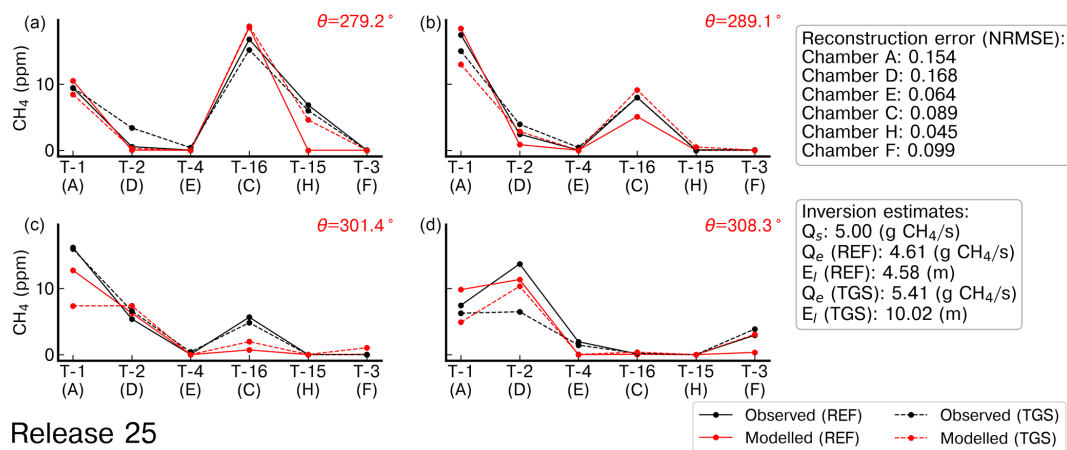 (a)
θ=279.2°
CH₄ (ppm)
10
0
T-1 T-2 T-4 T-16 T-15 T-3
(A) (D) (E) (C) (H) (F)
(b)
θ=289.1°
T-1 T-2 T-4 T-16 T-15 T-3
(A) (D) (E) (C) (H) (F)
Reconstruction error (NRMSE):
Chamber A: 0.154
Chamber D: 0.168
Chamber E: 0.064
Chamber C: 0.089
Chamber H: 0.045
Chamber F: 0.099
(c)
θ=301.4°
CH₄ (ppm)
10
0
T-1 T-2 T-4 T-16 T-15 T-3
(A) (D) (E) (C) (H) (F)
(d)
θ=308.3°
T-1 T-2 T-4 T-16 T-15 T-3
(A) (D) (E) (C) (H) (F)
Inversion estimates:
Qₛ: 5.00 (g CH₄/s)
Qₑ (REF): 4.61 (g CH₄/s)
Eₗ (REF): 4.58 (m)
Qₑ (TGS): 5.41 (g CH₄/s)
Eₗ (TGS): 10.02 (m)
Release 25
Observed (REF) Observed (TGS)
Modelled (REF) Modelled (TGS)